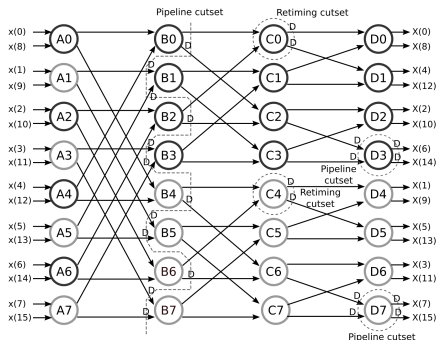 Pipeline cutset
Retiming cutset
x(0) A0 B0 D C0 D D D0 X(0)
x(8) D X(8)
x(1) A1 D B1 C1 D1 X(4)
x(9) X(12)
x(2) A2 B2 D C2 D2 X(2)
x(10) D X(10)
x(3) A3 D B3 C3 D D3 D X(6)
x(11) D D X(14)
Pipeline cutset
x(4) A4 B4 D C4 D D D4 X(1)
x(12) D X(9)
Retiming cutset
x(5) A5 B5 C5 D5 X(5)
x(13) D X(13)
x(6) A6 B6 D C6 D6 X(3)
x(14) D X(11)
x(7) A7 D B7 C7 D D7 D X(7)
x(15) D D X(15)
Pipeline cutset